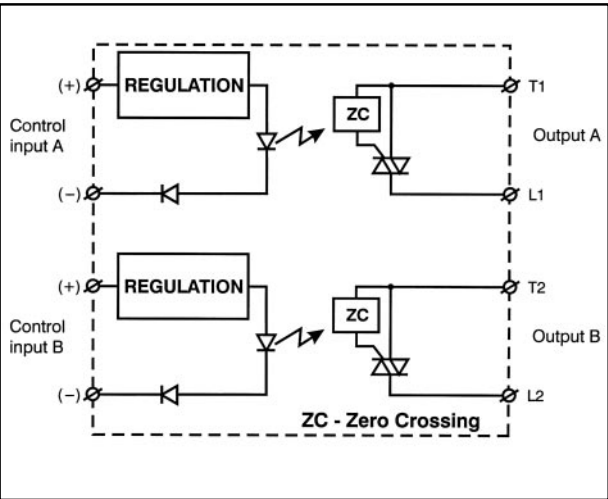 (+)
REGULATION
T1
ZC
Control
input A
Output A
(−)
L1
(+)
REGULATION
T2
ZC
Control
input B
Output B
(−)
L2
ZC - Zero Crossing